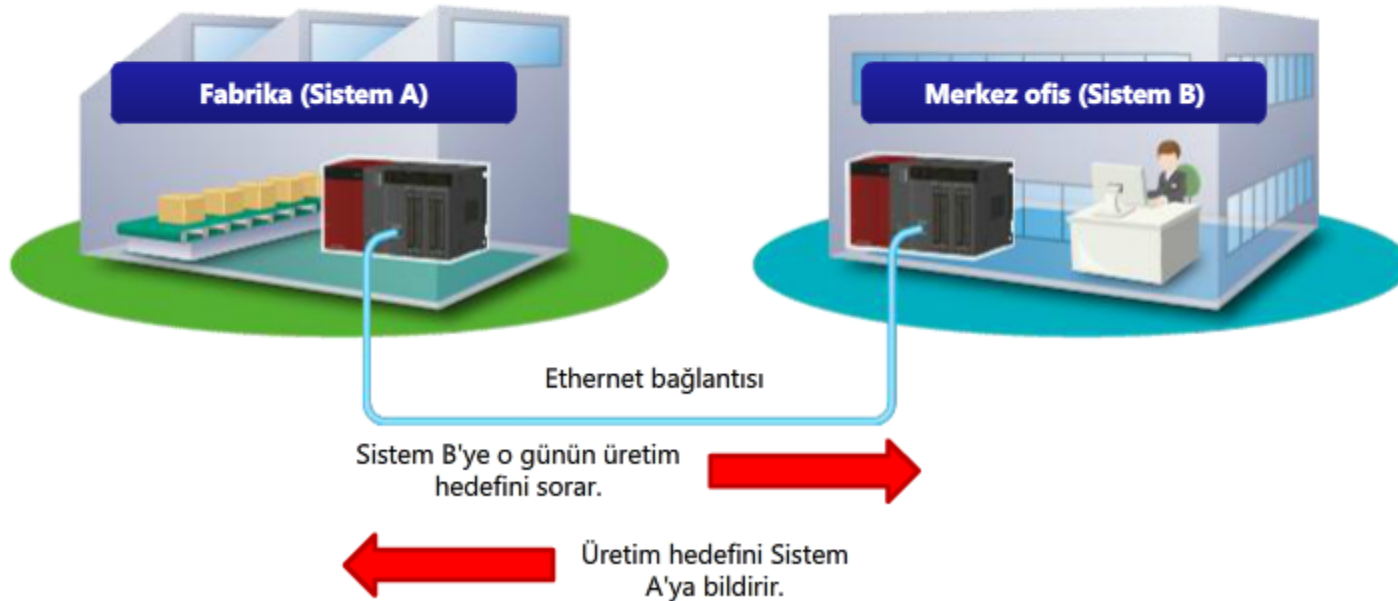 Fabrika (Sistem A)
Merkez ofis (Sistem B)
Ethernet bağlantısı
Sistem B'ye o günün üretim
hedefini sorar.
Üretim hedefini Sistem
A'ya bildirir.